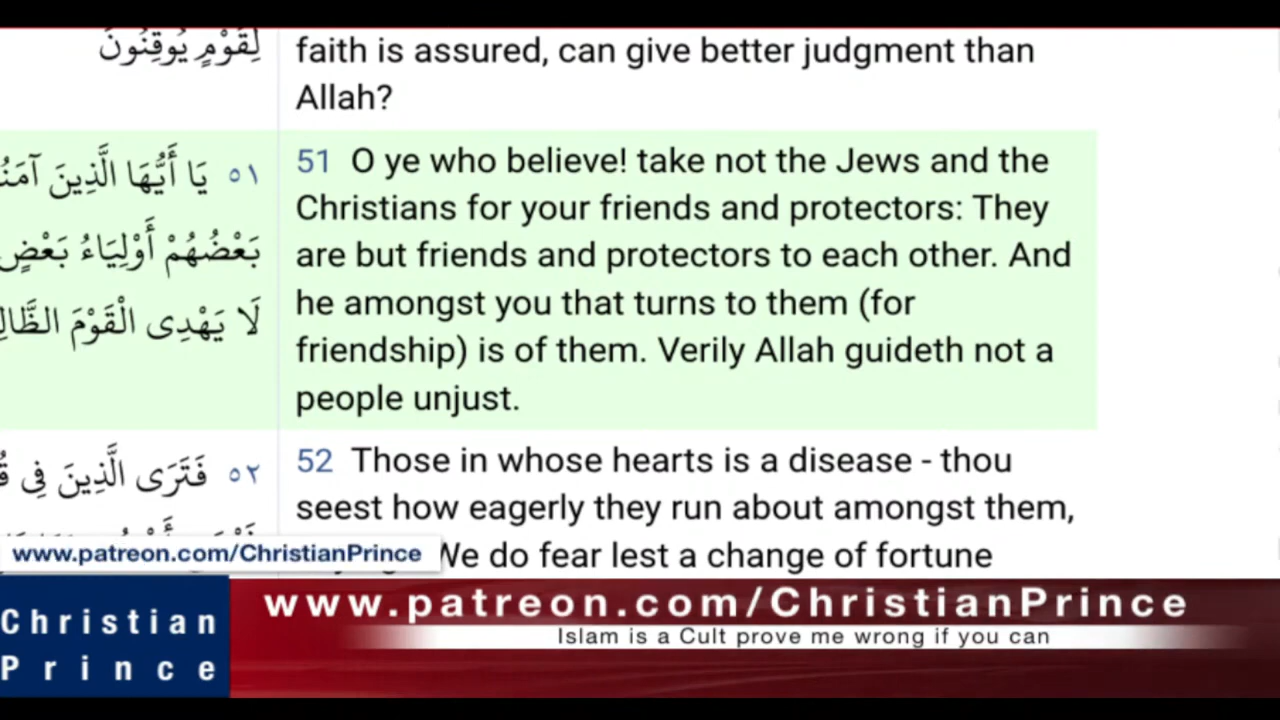 لِقَوْمٍ يُوقِنُونَ
faith is assured, can give better judgment than
Allah?
٥١ يَا أَيُّهَا الَّذِينَ
بَعْضُهُمْ أَوْلِيَاءُ بَعْضٍ
لَا يَهْدِي الْقَوْمَ
51 O ye who believe! take not the Jews and the
Christians for your friends and protectors: They
are but friends and protectors to each other. And
he amongst you that turns to them (for
friendship) is of them. Verily Allah guideth not a
people unjust.
٥٢ فَتَرَى الَّذِينَ فِي
52 Those in whose hearts is a disease - thou
seest how eagerly they run about amongst them,
We do fear lest a change of fortune
www.patreon.com/ChristianPrince
Christian
Prince
www.patreon.com/ChristianPrince
Islam is a Cult prove me wrong if you can